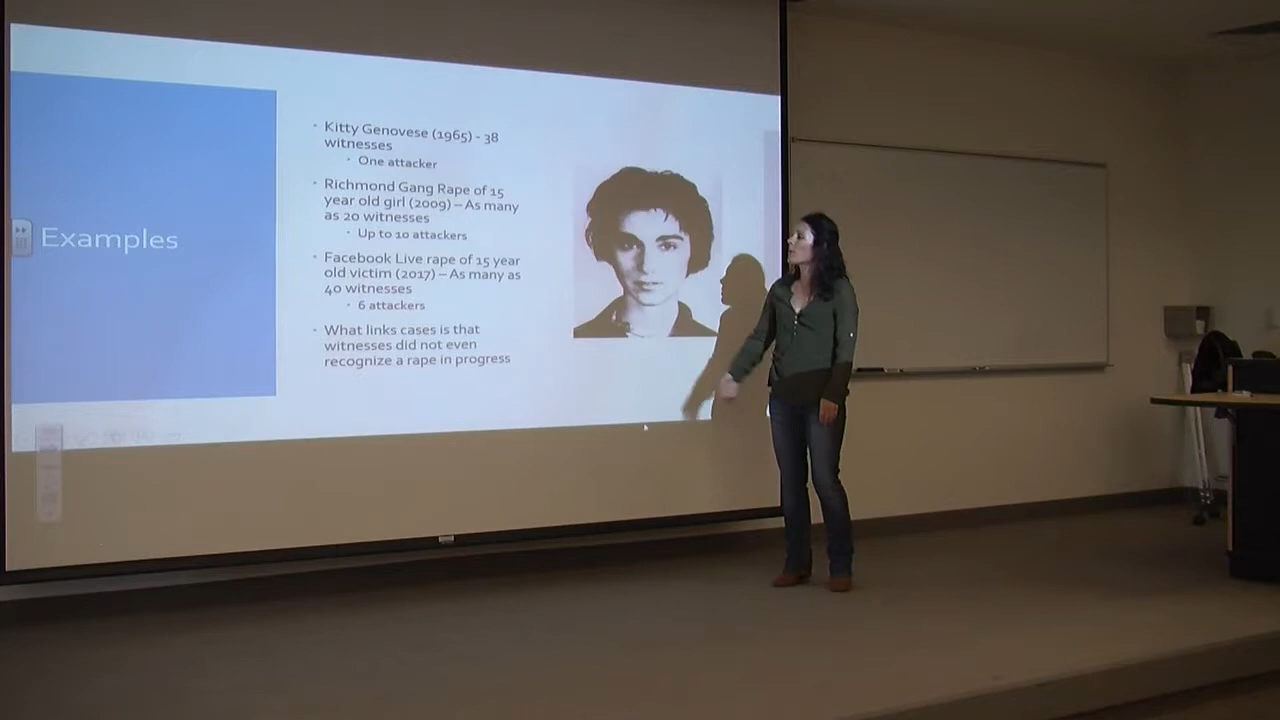 Examples
Kitty Genovese (1965) - 38
witnesses
One attacker
Richmond Gang Rape of 15
year old girl (2009) – As many
as 20 witnesses
Up to 10 attackers
Facebook Live rape of 15 year
old victim (2017) – As many as
40 witnesses
6 attackers
What links cases is that
witnesses did not even
recognize a rape in progress